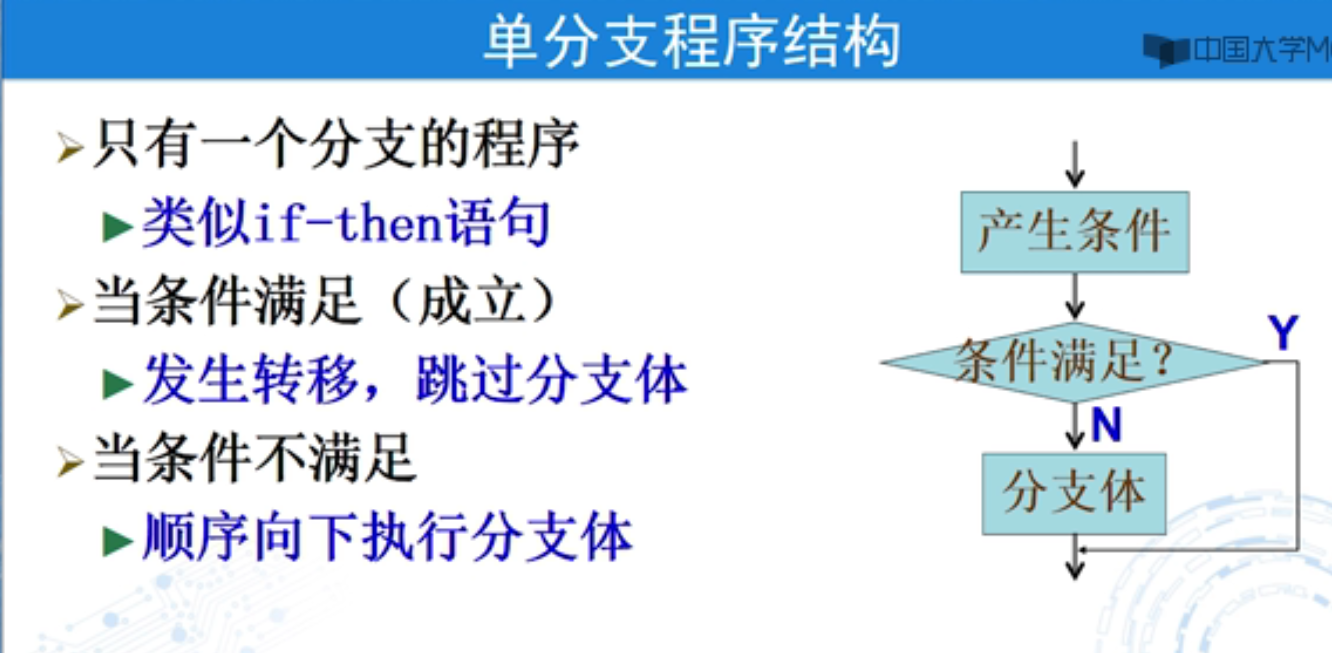 单分支程序结构
中国大学M
只有一个分支的程序
类似if-then语句
当条件满足（成立）
发生转移，跳过分支体
当条件不满足
顺序向下执行分支体
产生条件
条件满足？
Y
N
分支体